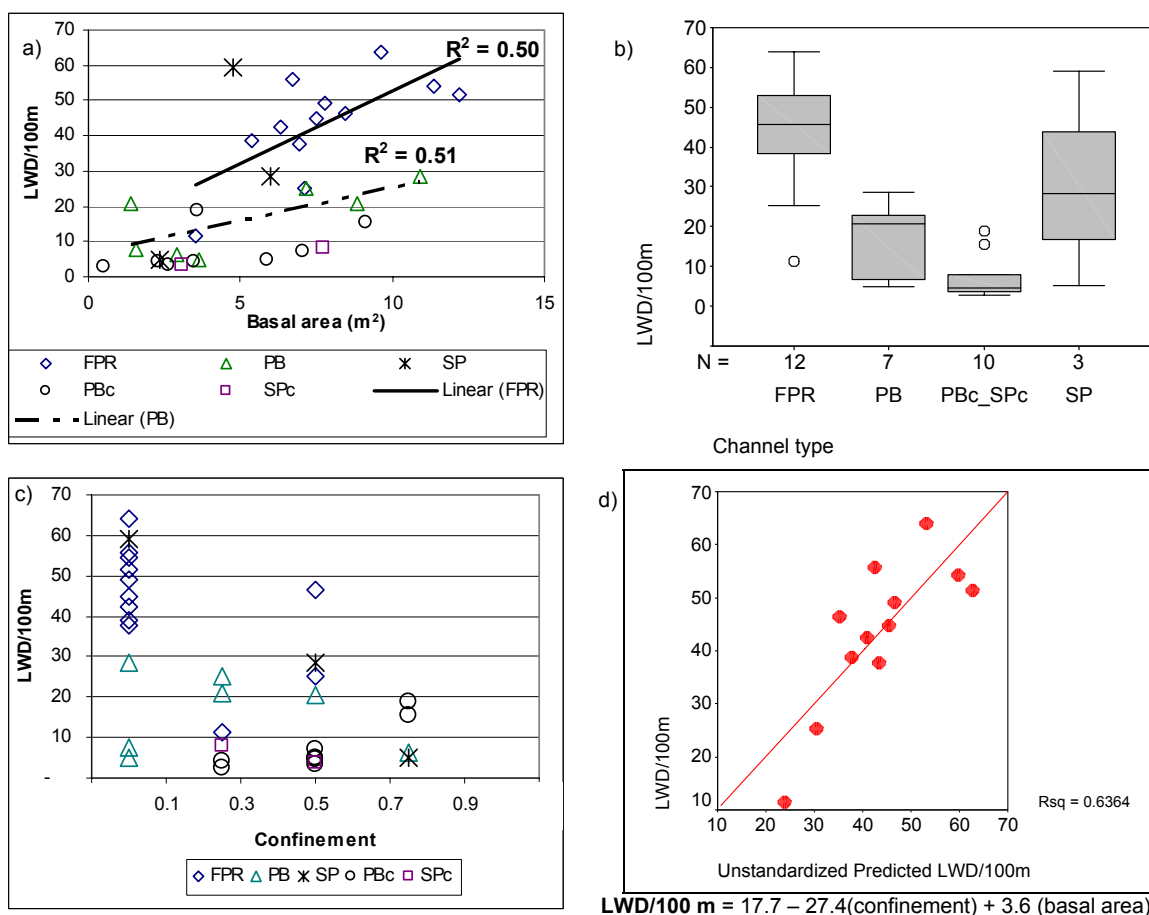 a)
LWD/100m
70
60
50
40
30
20
10
0
R² = 0.50
R² = 0.51
0 5 10 15
Basal area (m²)
FPR PB SP
PBc SPc Linear (FPR)
Linear (PB)
b)
LWD/100m
70
60
50
40
30
20
10
0
N = 12 7 10 3
FPR PB PBc_SPc SP
Channel type
c)
LWD/100m
70
60
50
40
30
20
10
-
0.1 0.3 0.5 0.7 0.9
Confinement
FPR PB SP PBc SPc
d)
LWD/100m
70
60
50
40
30
20
10
10 20 30 40 50 60 70
Rsq = 0.6364
Unstandardized Predicted LWD/100m
LWD/100 m = 17.7 – 27.4(confinement) + 3.6 (basal area)